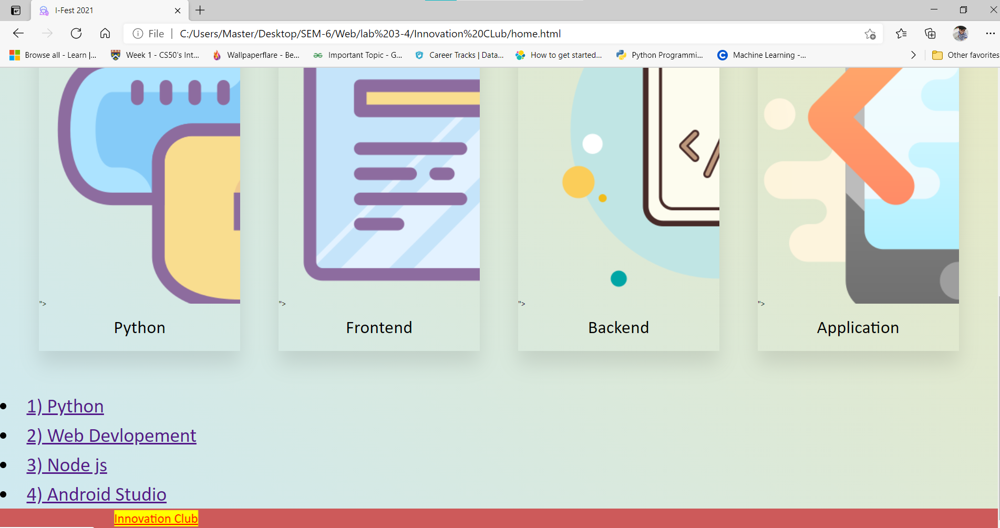 I-Fest 2021
File | C:/Users/Master/Desktop/SEM-6/Web/lab%203-4/Innovation%20CLub/home.html
Browse all - Learn |... Week 1 - CS50's Int... Wallpaperflare - Be... Important Topic - G... Career Tracks | Data... How to get started... Python Programmi... Machine Learning -... Other favorites
</
"> "> "> ">
Python Frontend Backend Application
1) Python
2) Web Devlopement
3) Node js
4) Android Studio
Innovation Club